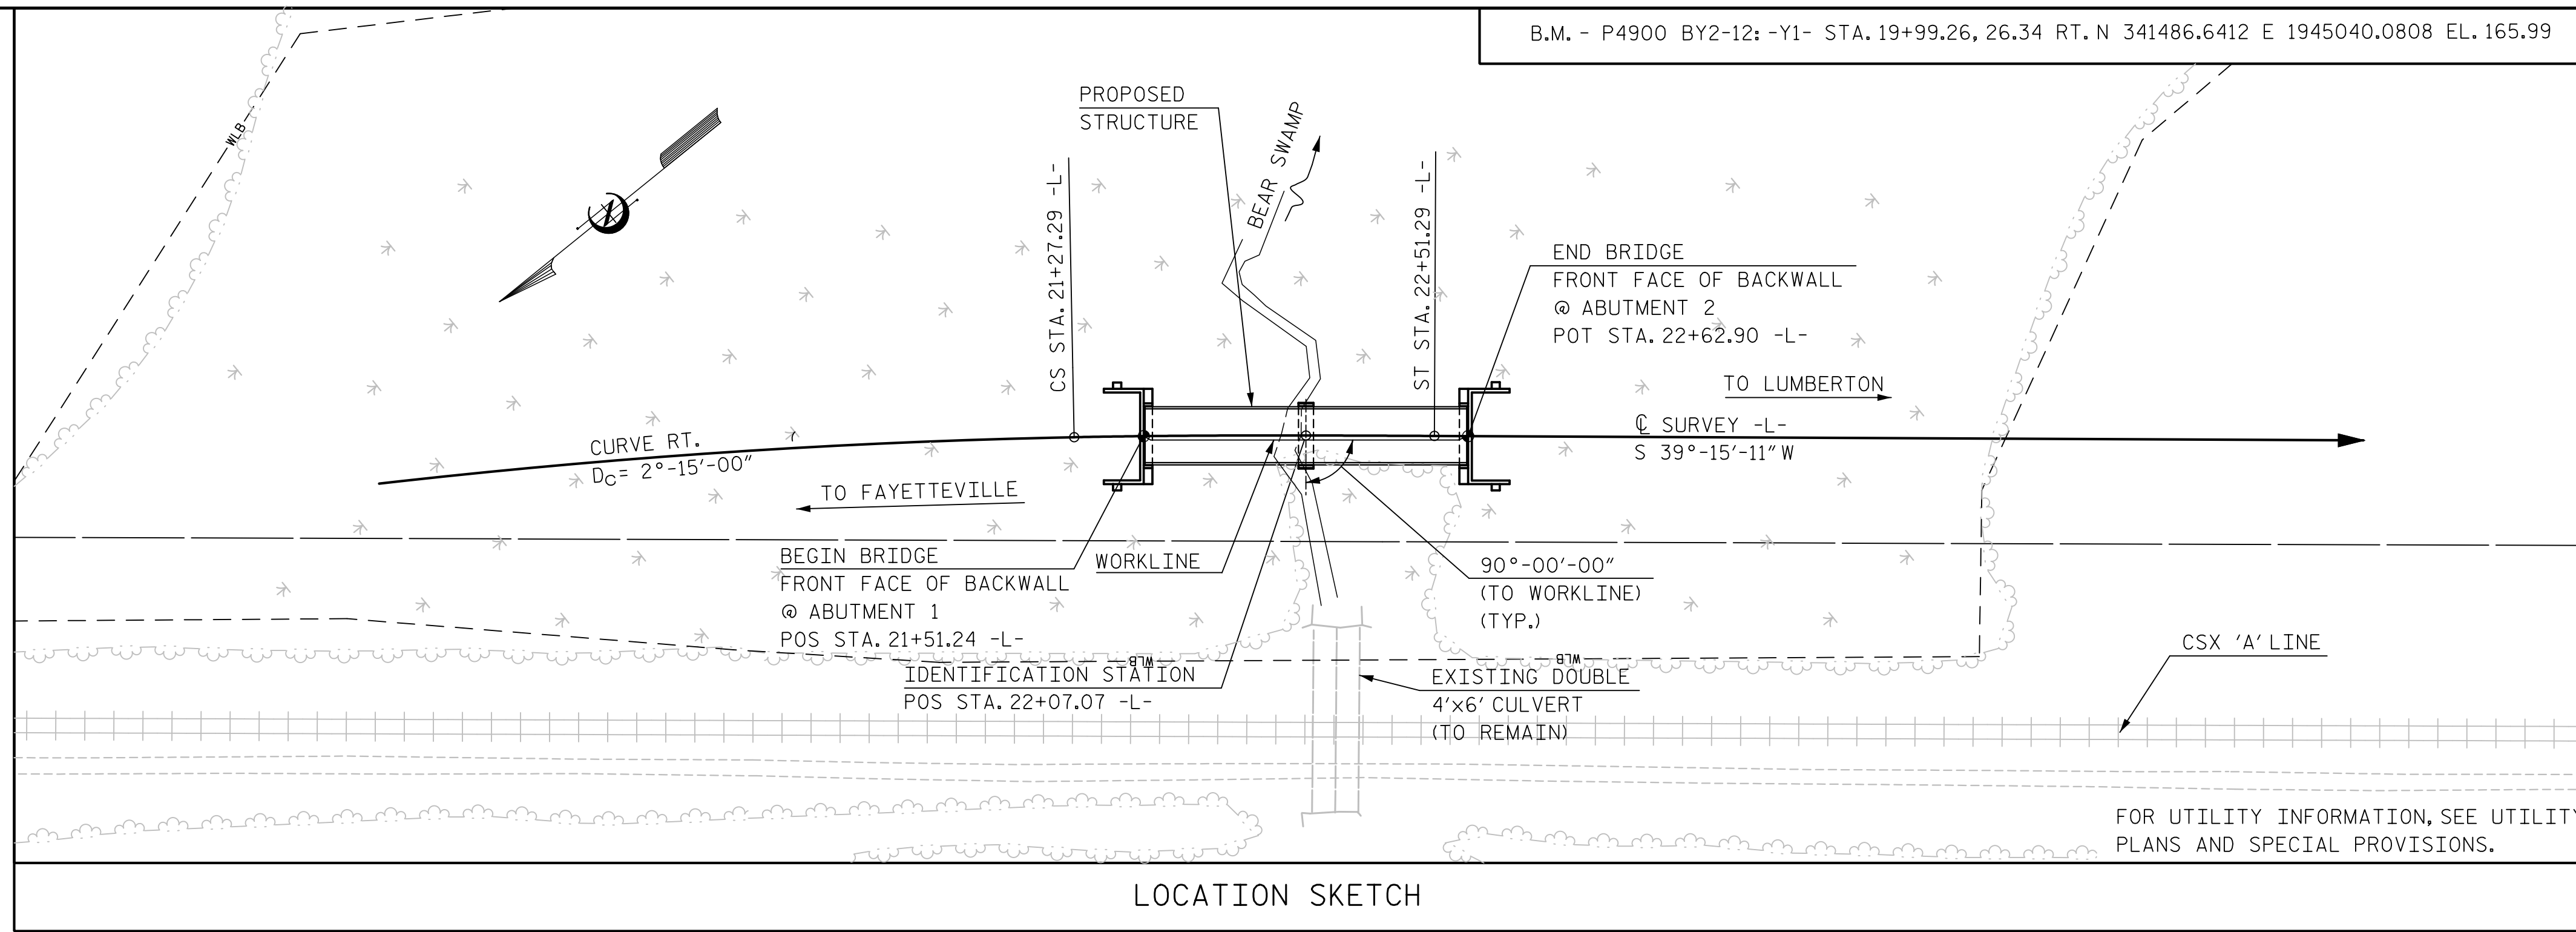 B.M. - P4900 BY2-12: -Y1- STA. 19+99.26, 26.34 RT. N 341486.6412 E 1945040.0808 EL. 165.99
WLB
PROPOSED
STRUCTURE
BEAR SWAMP
CS STA. 21+27.29 -L-
ST STA. 22+51.29 -L-
END BRIDGE
FRONT FACE OF BACKWALL
@ ABUTMENT 2
POT STA. 22+62.90 -L-
TO LUMBERTON
℄ SURVEY -L-
S 39°-15'-11" W
CURVE RT.
DC= 2°-15'-00"
TO FAYETTEVILLE
BEGIN BRIDGE
FRONT FACE OF BACKWALL
@ ABUTMENT 1
POS STA. 21+51.24 -L-
WORKLINE
90°-00'-00"
(TO WORKLINE)
(TYP.)
WLB
WLB
IDENTIFICATION STATION
POS STA. 22+07.07 -L-
EXISTING DOUBLE
4'x6' CULVERT
(TO REMAIN)
CSX 'A' LINE
FOR UTILITY INFORMATION, SEE UTILITY
PLANS AND SPECIAL PROVISIONS.
LOCATION SKETCH